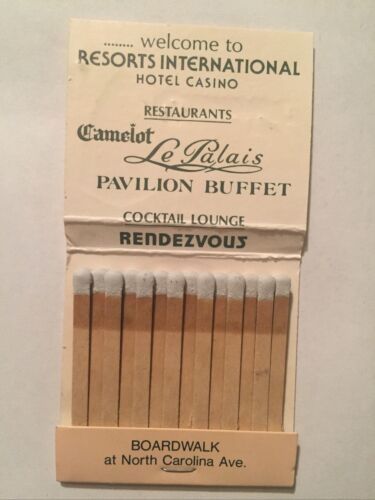 ........ welcome to
RESORTS INTERNATIONAL
HOTEL CASINO
RESTAURANTS
Camelot
Le Palais
PAVILION BUFFET
COCKTAIL LOUNGE
RENDEZVOUS
BOARDWALK
at North Carolina Ave.